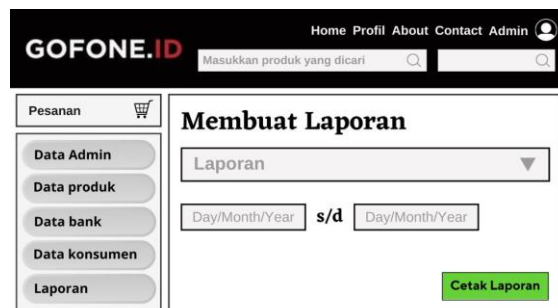 Home Profil About Contact Admin
GOFONE.ID
Masukkan produk yang dicari
Pesanan
Data Admin
Data produk
Data bank
Data konsumen
Laporan
Membuat Laporan
Laporan
Day/Month/Year s/d Day/Month/Year
Cetak Laporan